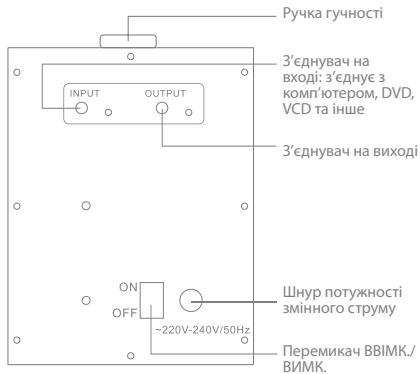 Ручка гучності
З’єднувач на
вході: з’єднує з
комп’ютером, DVD,
VCD та інше
INPUT
OUTPUT
З’єднувач на виході
ON
OFF
~220V-240V/50Hz
Шнур потужності
змінного струму
Перемикач ВВІМК./
ВИМК.